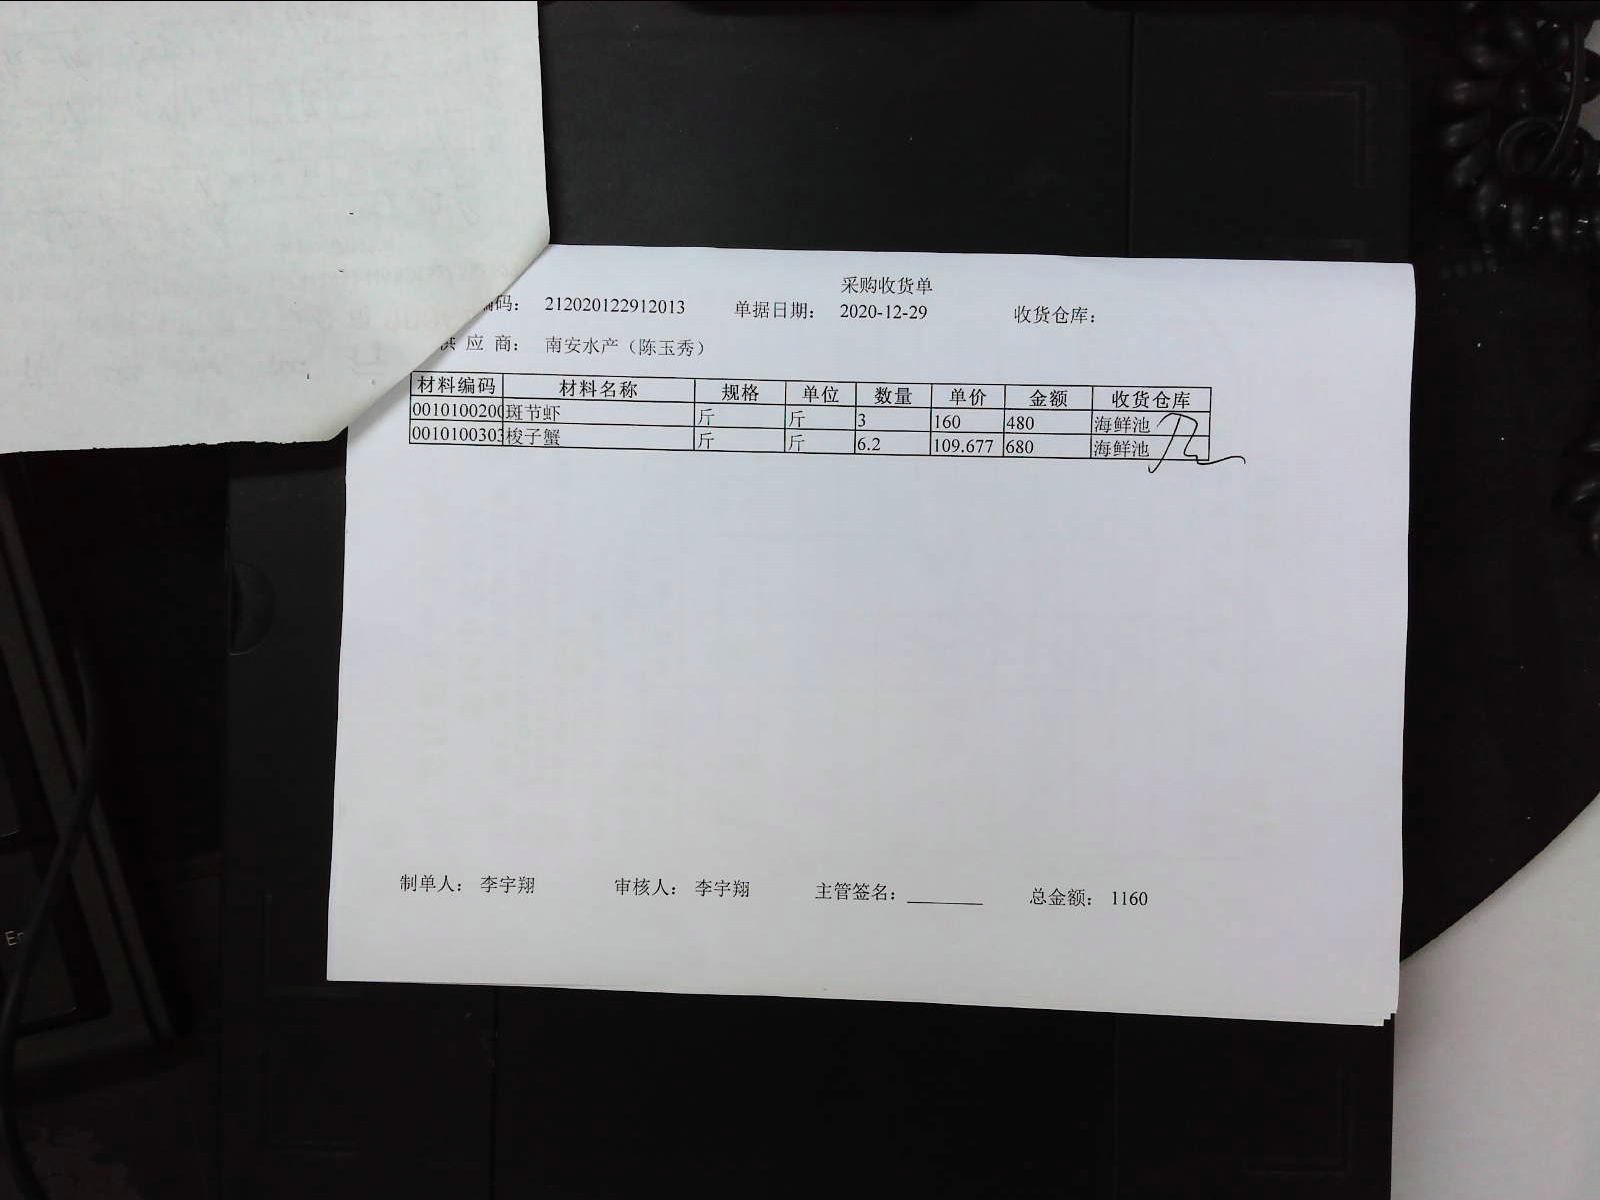 采购收货单
编码： 212020122912013 单据日期： 2020-12-29 收货仓库：
供 应 商： 南安水产（陈玉秀）
材料编码 材料名称 规格 单位 数量 单价 金额 收货仓库
0010100200 斑节虾 斤 斤 3 160 480 海鲜池
0010100303 梭子蟹 斤 斤 6.2 109.677 680 海鲜池
制单人： 李宇翔 审核人： 李宇翔 主管签名： 总金额： 1160